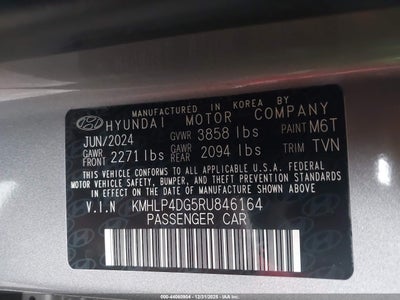 MANUFACTURED IN KOREA BY
HYUNDAI MOTOR COMPANY
JUN/2024 GVWR 3858 lbs PAINT M6T
GAWR FRONT 2271 lbs GAWR REAR 2094 lbs TRIM TVN
THIS VEHICLE CONFORMS TO ALL APPLICABLE U.S. FEDERAL
MOTOR VEHICLE SAFETY, BUMPER, AND THEFT PREVENTION STANDARDS
IN EFFECT ON THE DATE OF MANUFACTURE SHOWN ABOVE.
V.I.N KMHLP4DG5RU846164
PASSENGER CAR